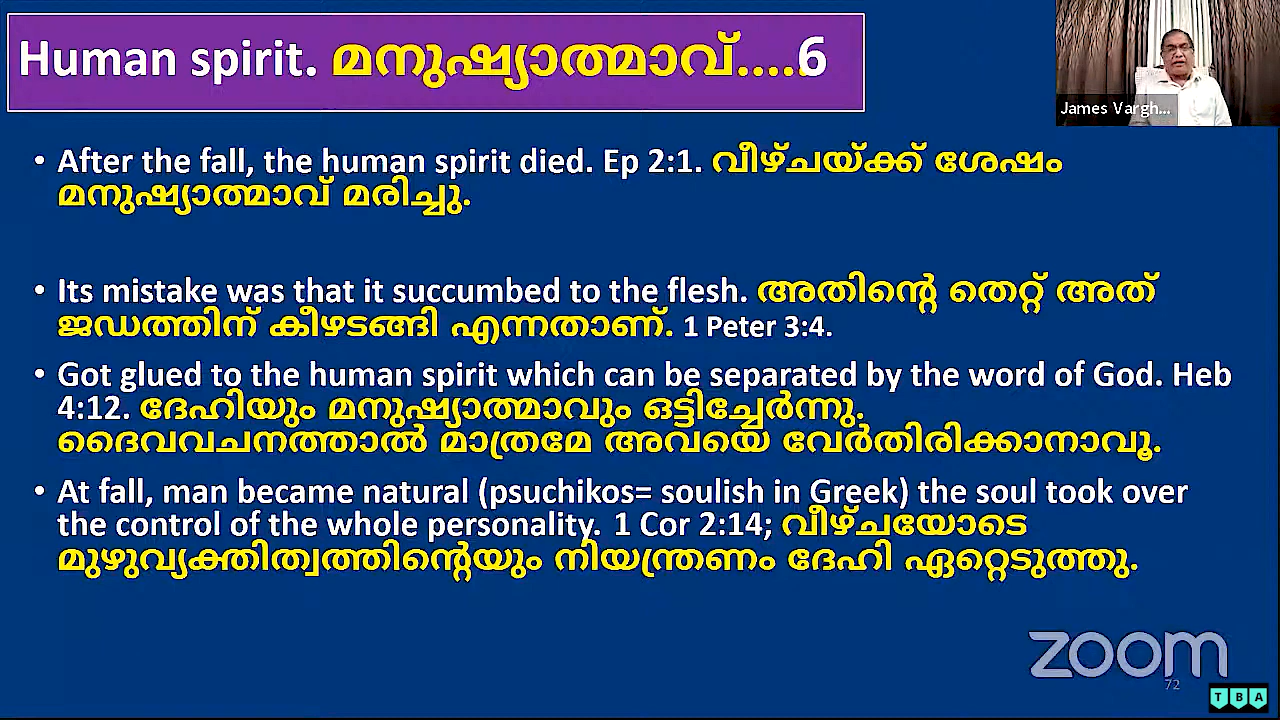 Human spirit. മനുഷ്യാത്മാവ്.....6
James Vargh...
• After the fall, the human spirit died. Ep 2:1. വീഴ്ചയ്ക്ക് ശേഷം
മനുഷ്യാത്മാവ് മരിച്ചു.
• Its mistake was that it succumbed to the flesh. അതിന്റെ തെറ്റ് അത്
ജഡത്തിന് കീഴടങ്ങി എന്നതാണ്. 1 Peter 3:4.
• Got glued to the human spirit which can be separated by the word of God. Heb
4:12. ദേഹിയും മനുഷ്യാത്മാവും ഒട്ടിച്ചേർന്നു.
ദൈവവചനത്താൽ മാത്രമേ അവയെ വേർതിരിക്കാനാവൂ.
• At fall, man became natural (psuchikos= soulish in Greek) the soul took over
the control of the whole personality. 1 Cor 2:14; വീഴ്ചയോടെ
മുഴുവ്യക്തിത്വത്തിന്റെയും നിയന്ത്രണം ദേഹി ഏറ്റെടുത്തു.
zoom
72
T B A